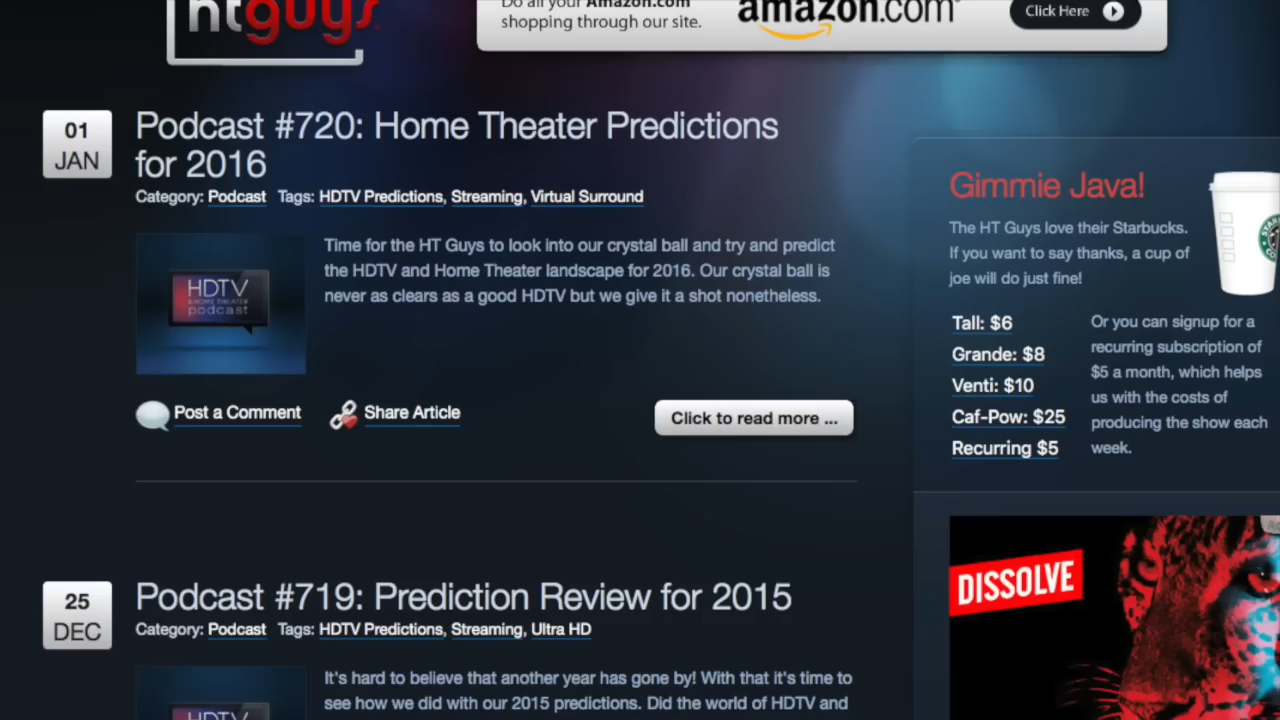 htguys
Do all your Amazon.com
shopping through our site.
amazon.com
Click Here
01
JAN
Podcast #720: Home Theater Predictions
for 2016
Category: Podcast Tags: HDTV Predictions, Streaming, Virtual Surround
HDTV
& HOME THEATER
podcast
Time for the HT Guys to look into our crystal ball and try and predict
the HDTV and Home Theater landscape for 2016. Our crystal ball is
never as clears as a good HDTV but we give it a shot nonetheless.
Post a Comment
Share Article
Click to read more ...
Gimmie Java!
The HT Guys love their Starbucks.
If you want to say thanks, a cup of
joe will do just fine!
Tall: $6
Grande: $8
Venti: $10
Caf-Pow: $25
Recurring $5
Or you can signup for a
recurring subscription of
$5 a month, which helps
us with the costs of
producing the show each
week.
DISSOLVE
25
DEC
Podcast #719: Prediction Review for 2015
Category: Podcast Tags: HDTV Predictions, Streaming, Ultra HD
HDTV
It's hard to believe that another year has gone by! With that it's time to
see how we did with our 2015 predictions. Did the world of HDTV and